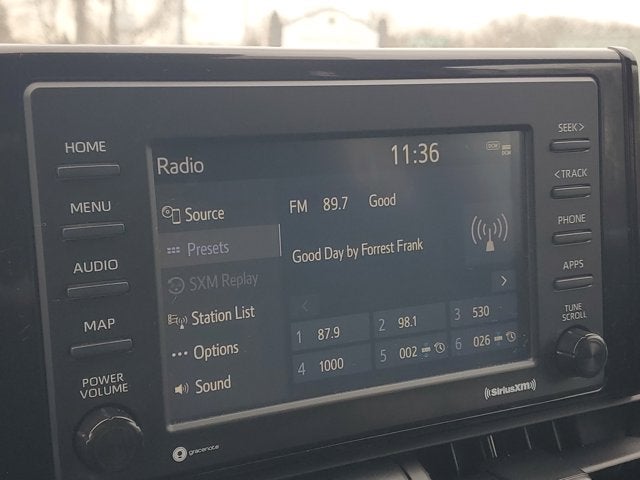 HOME
MENU
AUDIO
MAP
POWER
VOLUME
Radio
11:36
DCM
DCM
Source
Presets
SXM Replay
Station List
Options
Sound
FM 89.7 Good
Good Day by Forrest Frank
<
>
1 87.9
2 98.1
3 530
4 1000
5 002
6 026
SEEK>
<TRACK
PHONE
APPS
TUNE
SCROLL
gracenote
((SiriusXM))